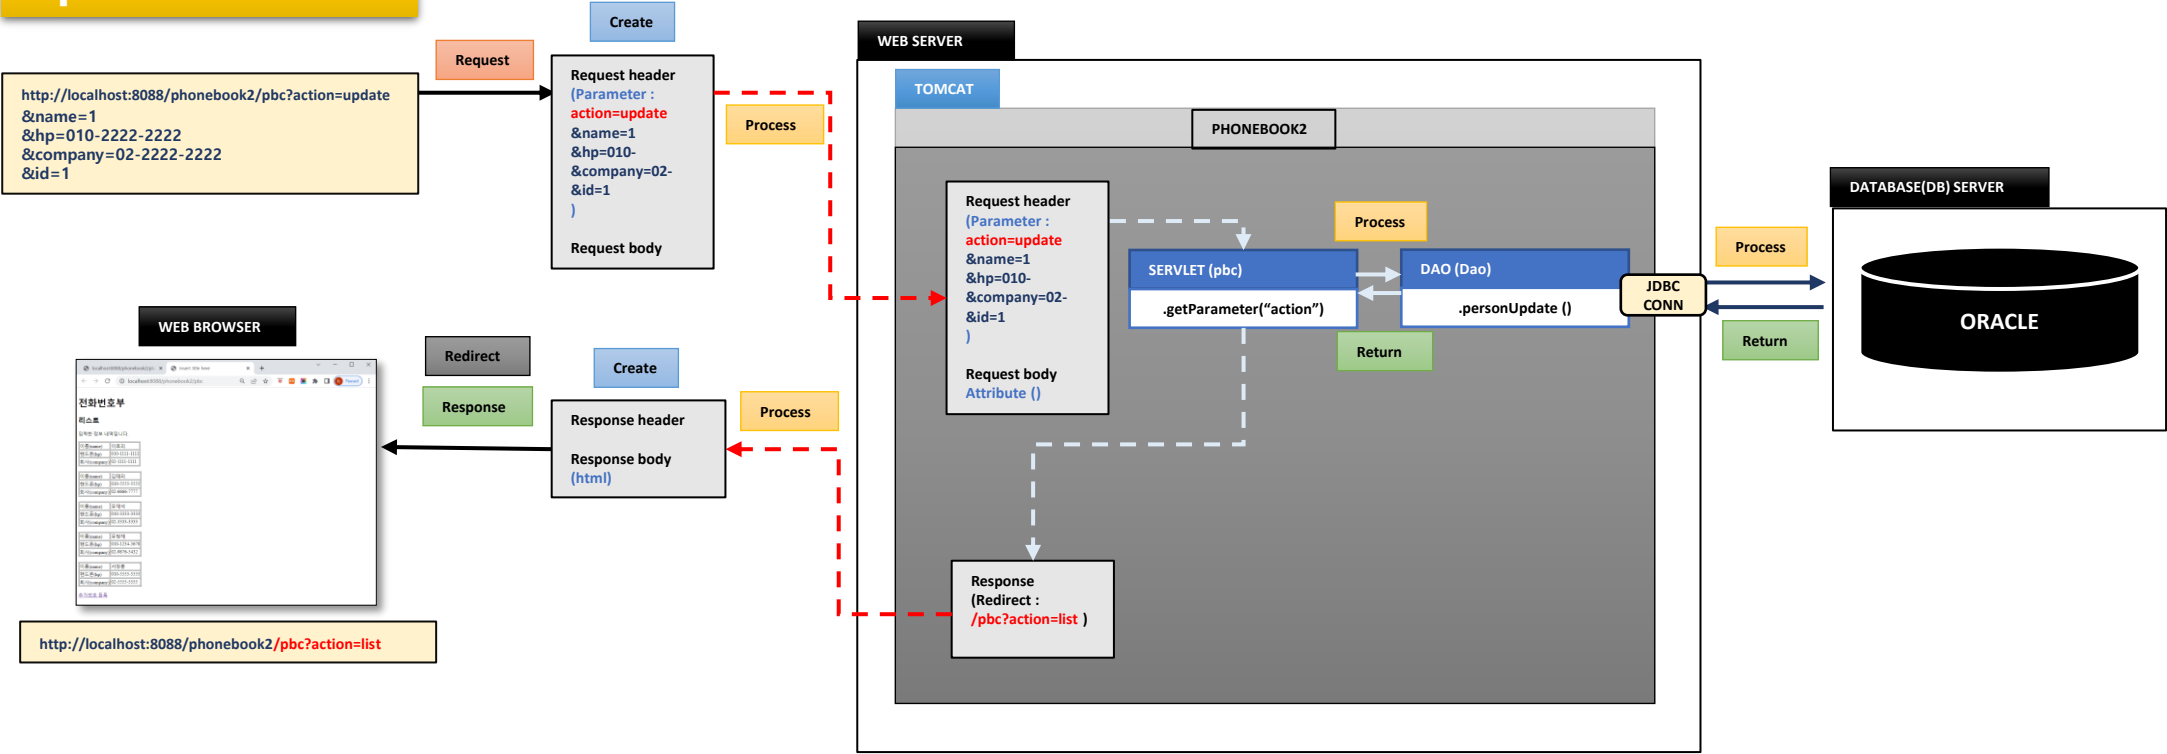 Create
WEB SERVER
Request
http://localhost:8088/phonebook2/pbc?action=update
&name=1
&hp=010-2222-2222
&company=02-2222-2222
&id=1
Request header
(Parameter :
action=update
&name=1
&hp=010-
&company=02-
&id=1
)
Request body
Process
TOMCAT
PHONEBOOK2
Request header
(Parameter :
action=update
&name=1
&hp=010-
&company=02-
&id=1
)
Request body
Attribute ()
Process
SERVLET (pbc)
.getParameter(“action”)
DAO (Dao)
.personUpdate ()
Return
JDBC
CONN
Process
Return
DATABASE(DB) SERVER
ORACLE
WEB BROWSER
전화번호부
리스트
Redirect
Response
Create
Response header
Response body
(html)
Process
Response
(Redirect :
/pbc?action=list )
http://localhost:8088/phonebook2/pbc?action=list